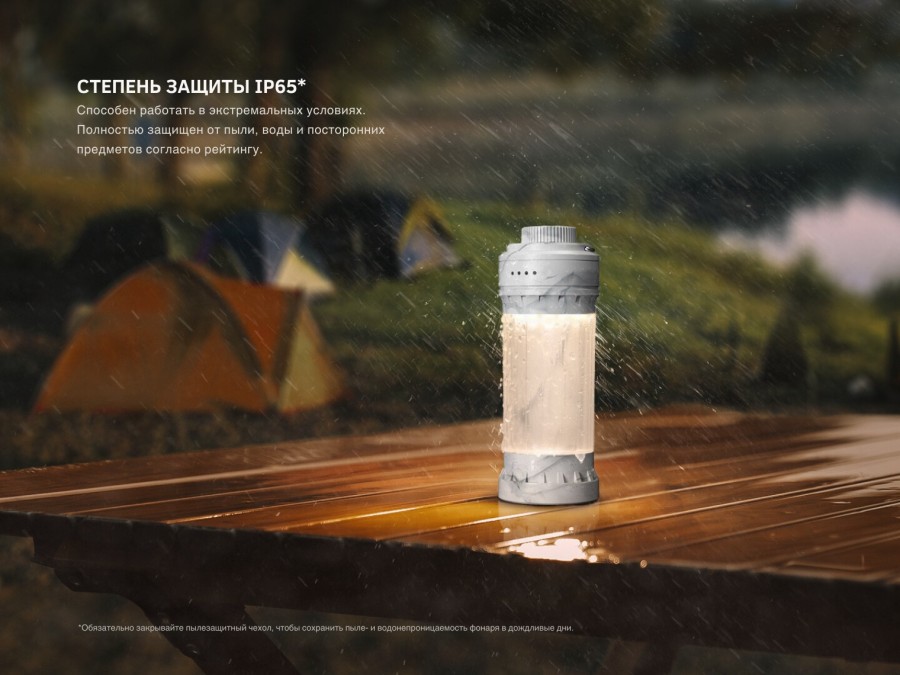 СТЕПЕНЬ ЗАЩИТЫ IP65*
Способен работать в экстремальных условиях.
Полностью защищен от пыли, воды и посторонних
предметов согласно рейтингу.
*Обязательно закрывайте пылезащитный чехол, чтобы сохранить пыле- и водонепроницаемость фонаря в дождливые дни.